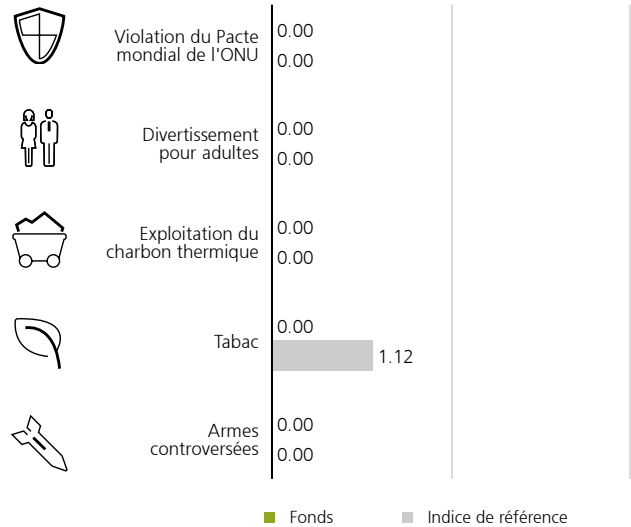 Violation du Pacte
mondial de l'ONU
0.00
0.00
Divertissement
pour adultes
0.00
0.00
Exploitation du
charbon thermique
0.00
0.00
Tabac
0.00
1.12
Armes
controversées
0.00
0.00
Fonds
Indice de référence